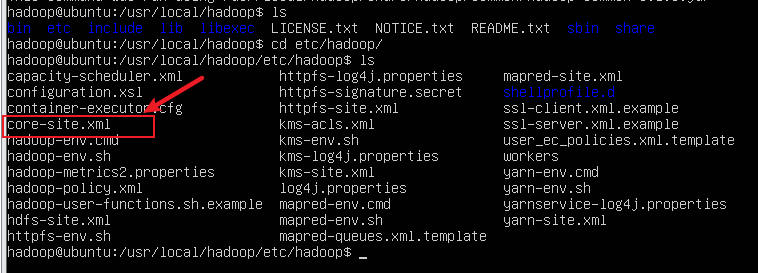 hadoop@ubuntu:/usr/local/hadoop$ ls
bin etc include lib libexec LICENSE.txt NOTICE.txt README.txt sbin share
hadoop@ubuntu:/usr/local/hadoop$ cd etc/hadoop/
hadoop@ubuntu:/usr/local/hadoop/etc/hadoop$ ls
capacity-scheduler.xml httpfs-log4j.properties mapred-site.xml
configuration.xsl httpfs-signature.secret shellprofile.d
container-executor.cfg httpfs-site.xml ssl-client.xml.example
core-site.xml kms-acls.xml ssl-server.xml.example
hadoop-env.cmd kms-env.sh user_ec_policies.xml.template
hadoop-env.sh kms-log4j.properties workers
hadoop-metrics2.properties kms-site.xml yarn-env.cmd
hadoop-policy.xml log4j.properties yarn-env.sh
hadoop-user-functions.sh.example mapred-env.cmd yarnservice-log4j.properties
hdfs-site.xml mapred-env.sh yarn-site.xml
httpfs-env.sh mapred-queues.xml.template
hadoop@ubuntu:/usr/local/hadoop/etc/hadoop$ _